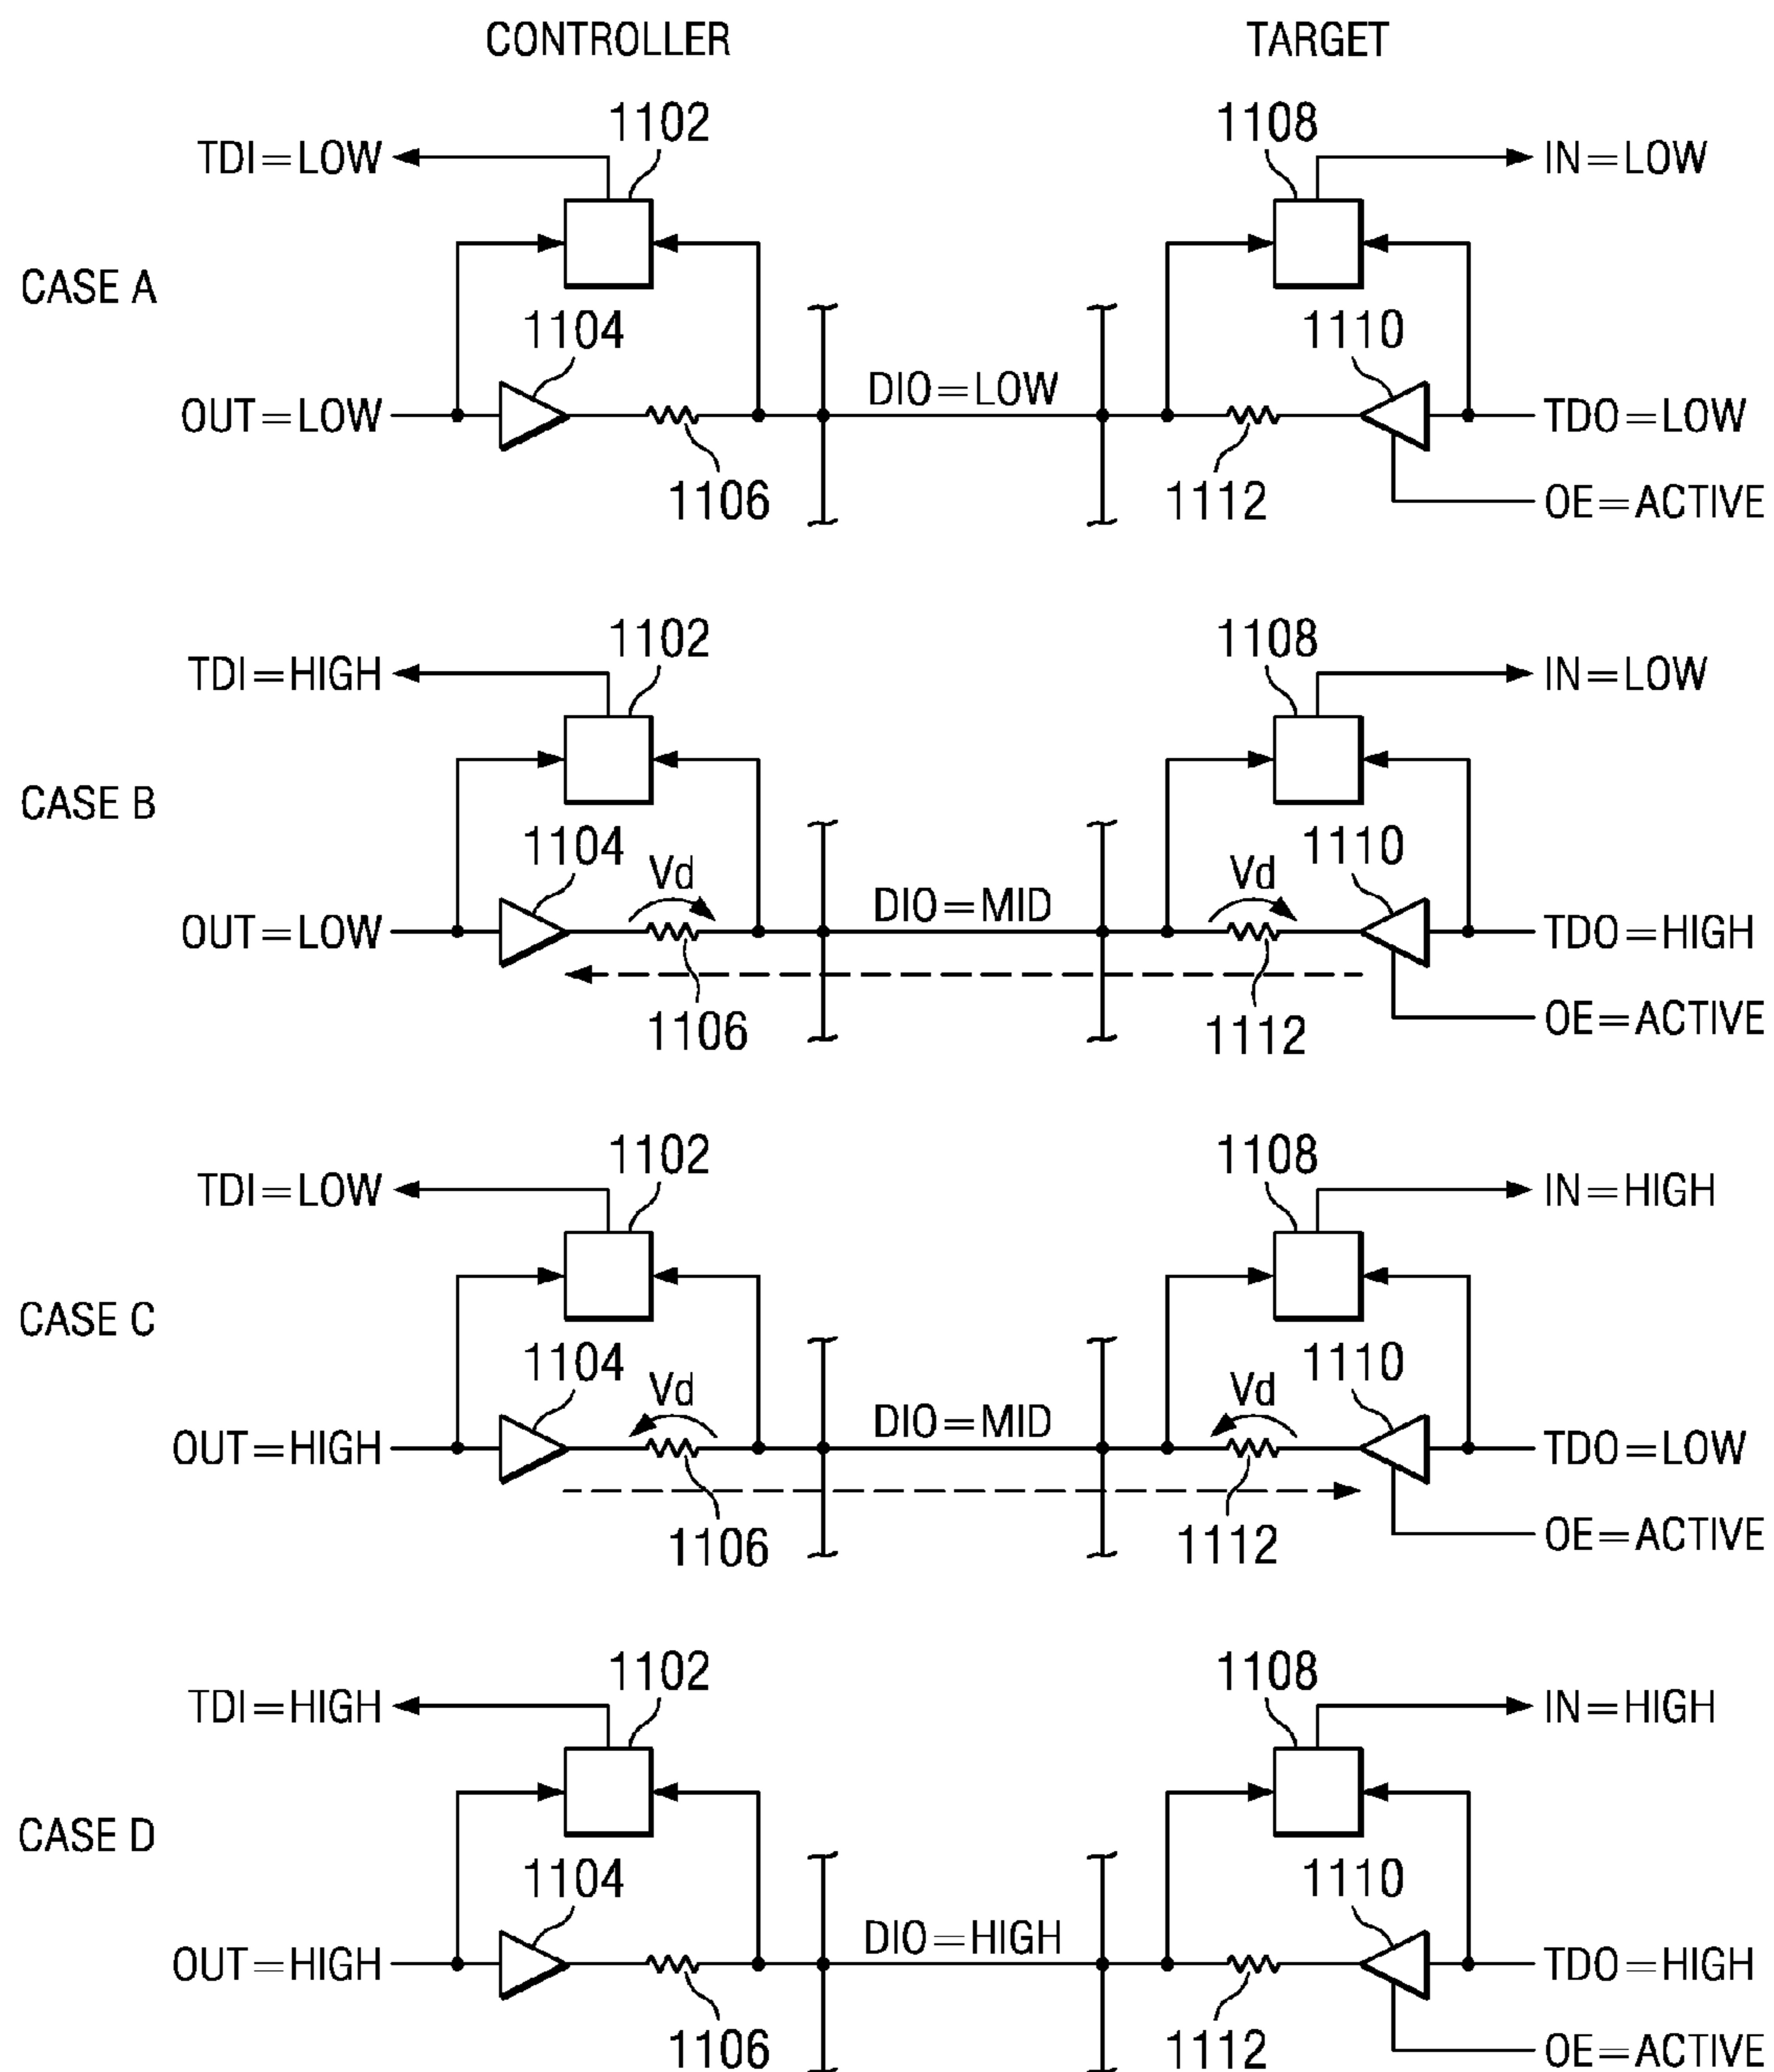 CONTROLLER TARGET
1102 1108
TDI=LOW IN=LOW
CASE A
1104 1110
OUT=LOW DIO=LOW TDO=LOW
1106 1112 OE=ACTIVE
1102 1108
TDI=HIGH IN=LOW
CASE B
1104 Vd Vd 1110
OUT=LOW DIO=MID TDO=HIGH
1106 1112 OE=ACTIVE
1102 1108
TDI=LOW IN=HIGH
CASE C
1104 Vd Vd 1110
OUT=HIGH DIO=MID TDO=LOW
1106 1112 OE=ACTIVE
1102 1108
TDI=HIGH IN=HIGH
CASE D
1104 1110
OUT=HIGH DIO=HIGH TDO=HIGH
1106 1112 OE=ACTIVE